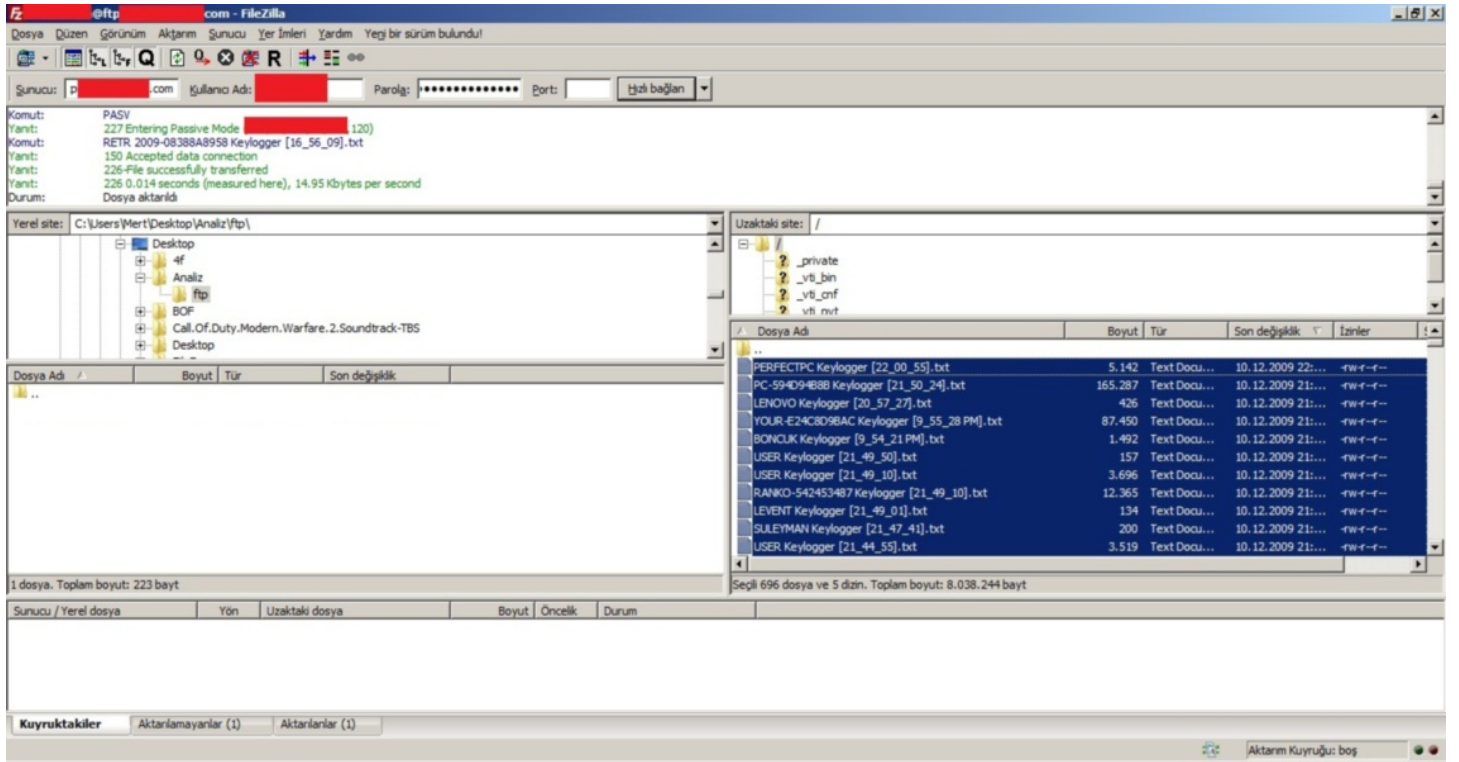 @ftp com - FileZilla
Dosya Düzen Görünüm Aktarım Sunucu Yer İmleri Yardım Yeni bir sürüm bulundu!
Sunucu: p .com Kullanıcı Adı: Parola: •••••••••••••• Port: Hızlı bağlan
Komut: PASV
Yanıt: 227 Entering Passive Mode ,120)
Komut: RETR 2009-08388A8958 Keylogger [16_56_09].txt
Yanıt: 150 Accepted data connection
Yanıt: 226-File successfully transferred
Yanıt: 226 0.014 seconds (measured here), 14.95 Kbytes per second
Durum: Dosya aktarıldı
Yerel site: C:\Users\Mert\Desktop\Analiz\ftp\
Desktop
4f
Analiz
ftp
BOF
Call.Of.Duty.Modern.Warfare.2.Soundtrack-TBS
Desktop
Dosya Adı Boyut Tür Son değişiklik
..
1 dosya. Toplam boyut: 223 bayt
Uzaktaki site: /
/
_private
_vti_bin
_vti_cnf
_vti_pvt
Dosya Adı Boyut Tür Son değişiklik İzinler
..
PERFECTPC Keylogger [22_00_55].txt 5.142 Text Docu... 10.12.2009 22:... -rw-r--r--
PC-594D94B8B Keylogger [21_50_24].txt 165.287 Text Docu... 10.12.2009 21:... -rw-r--r--
LENOVO Keylogger [20_57_27].txt 426 Text Docu... 10.12.2009 21:... -rw-r--r--
YOUR-E24C8D9BAC Keylogger [9_55_28 PM].txt 87.450 Text Docu... 10.12.2009 21:... -rw-r--r--
BONCUK Keylogger [9_54_21 PM].txt 1.492 Text Docu... 10.12.2009 21:... -rw-r--r--
USER Keylogger [21_49_50].txt 157 Text Docu... 10.12.2009 21:... -rw-r--r--
USER Keylogger [21_49_10].txt 3.696 Text Docu... 10.12.2009 21:... -rw-r--r--
RANKO-542453487 Keylogger [21_49_10].txt 12.365 Text Docu... 10.12.2009 21:... -rw-r--r--
LEVENT Keylogger [21_49_01].txt 134 Text Docu... 10.12.2009 21:... -rw-r--r--
SULEYMAN Keylogger [21_47_41].txt 200 Text Docu... 10.12.2009 21:... -rw-r--r--
USER Keylogger [21_44_55].txt 3.519 Text Docu... 10.12.2009 21:... -rw-r--r--
Seçili 696 dosya ve 5 dizin. Toplam boyut: 8.038.244 bayt
Sunucu / Yerel dosya Yön Uzaktaki dosya Boyut Öncelik Durum
Kuyruktakiler Aktarılamayanlar (1) Aktarılanlar (1)
Aktarım Kuyruğu: boş